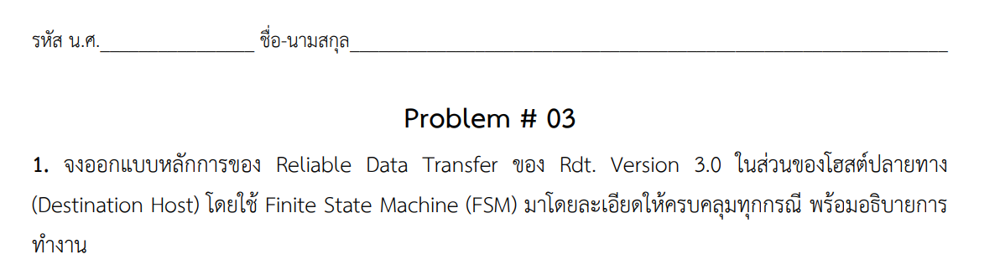 รหัส น.ศ.________________ ชื่อ-นามสกุล______________________________________________________________
Problem # 03
1. จงออกแบบหลักการของ Reliable Data Transfer ของ Rdt. Version 3.0 ในส่วนของโฮสต์ปลายทาง
(Destination Host) โดยใช้ Finite State Machine (FSM) มาโดยละเอียดให้ครบคลุมทุกกรณี พร้อมอธิบายการ
ทำงาน